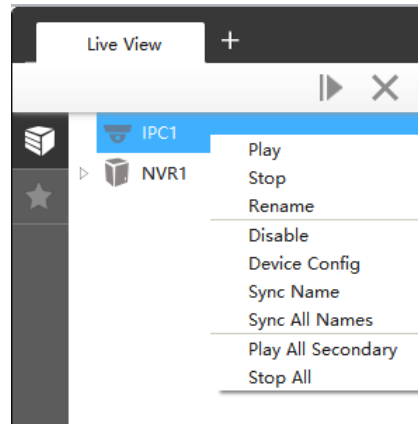 Live View +
IPC1
NVR1
Play
Stop
Rename
Disable
Device Config
Sync Name
Sync All Names
Play All Secondary
Stop All